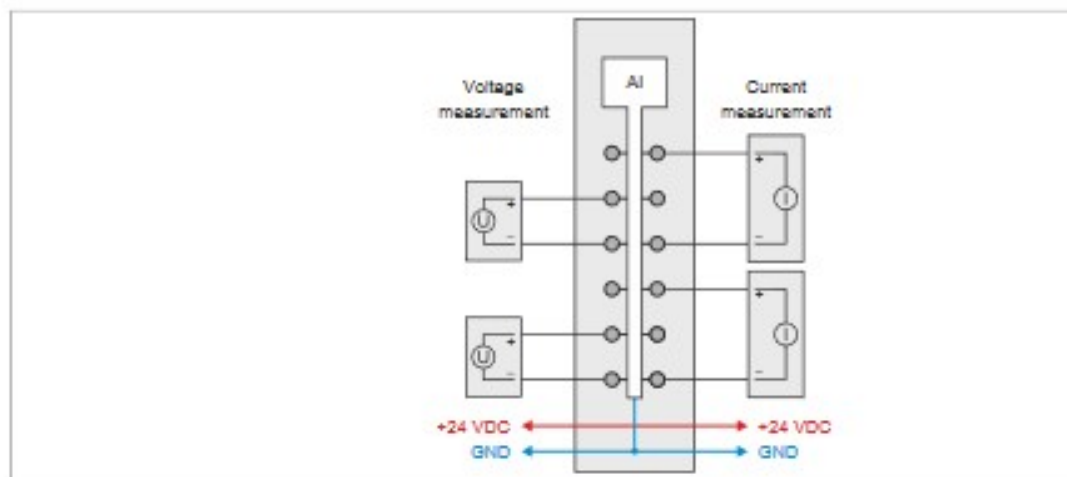 AI
Voltage
measurement
Current
measurement
+
I
–
+
U
–
+
I
–
+
U
–
+24 VDC
+24 VDC
GND
GND